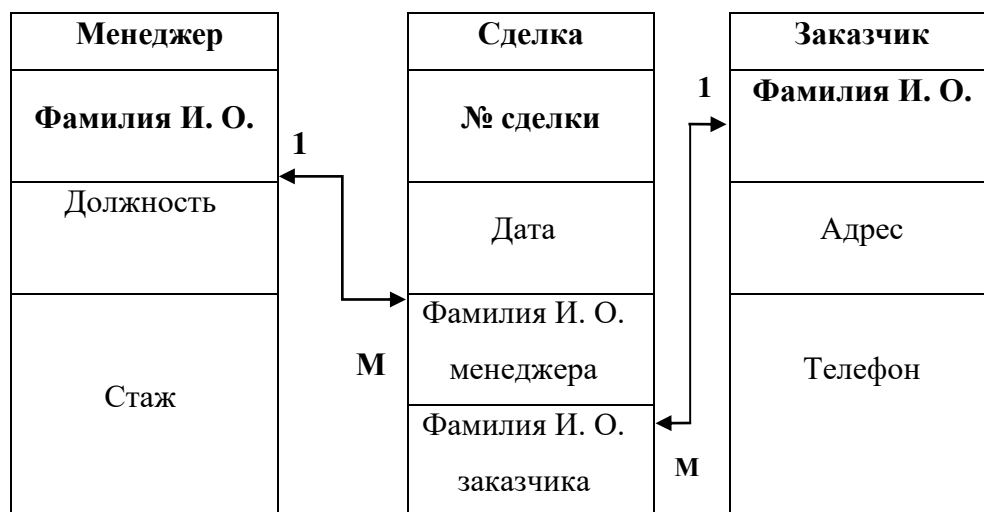 Менеджер
Фамилия И. О.
Должность
Стаж
1
М
Сделка
№ сделки
Дата
Фамилия И. О.
менеджера
Фамилия И. О.
заказчика
1
М
Заказчик
Фамилия И. О.
Адрес
Телефон